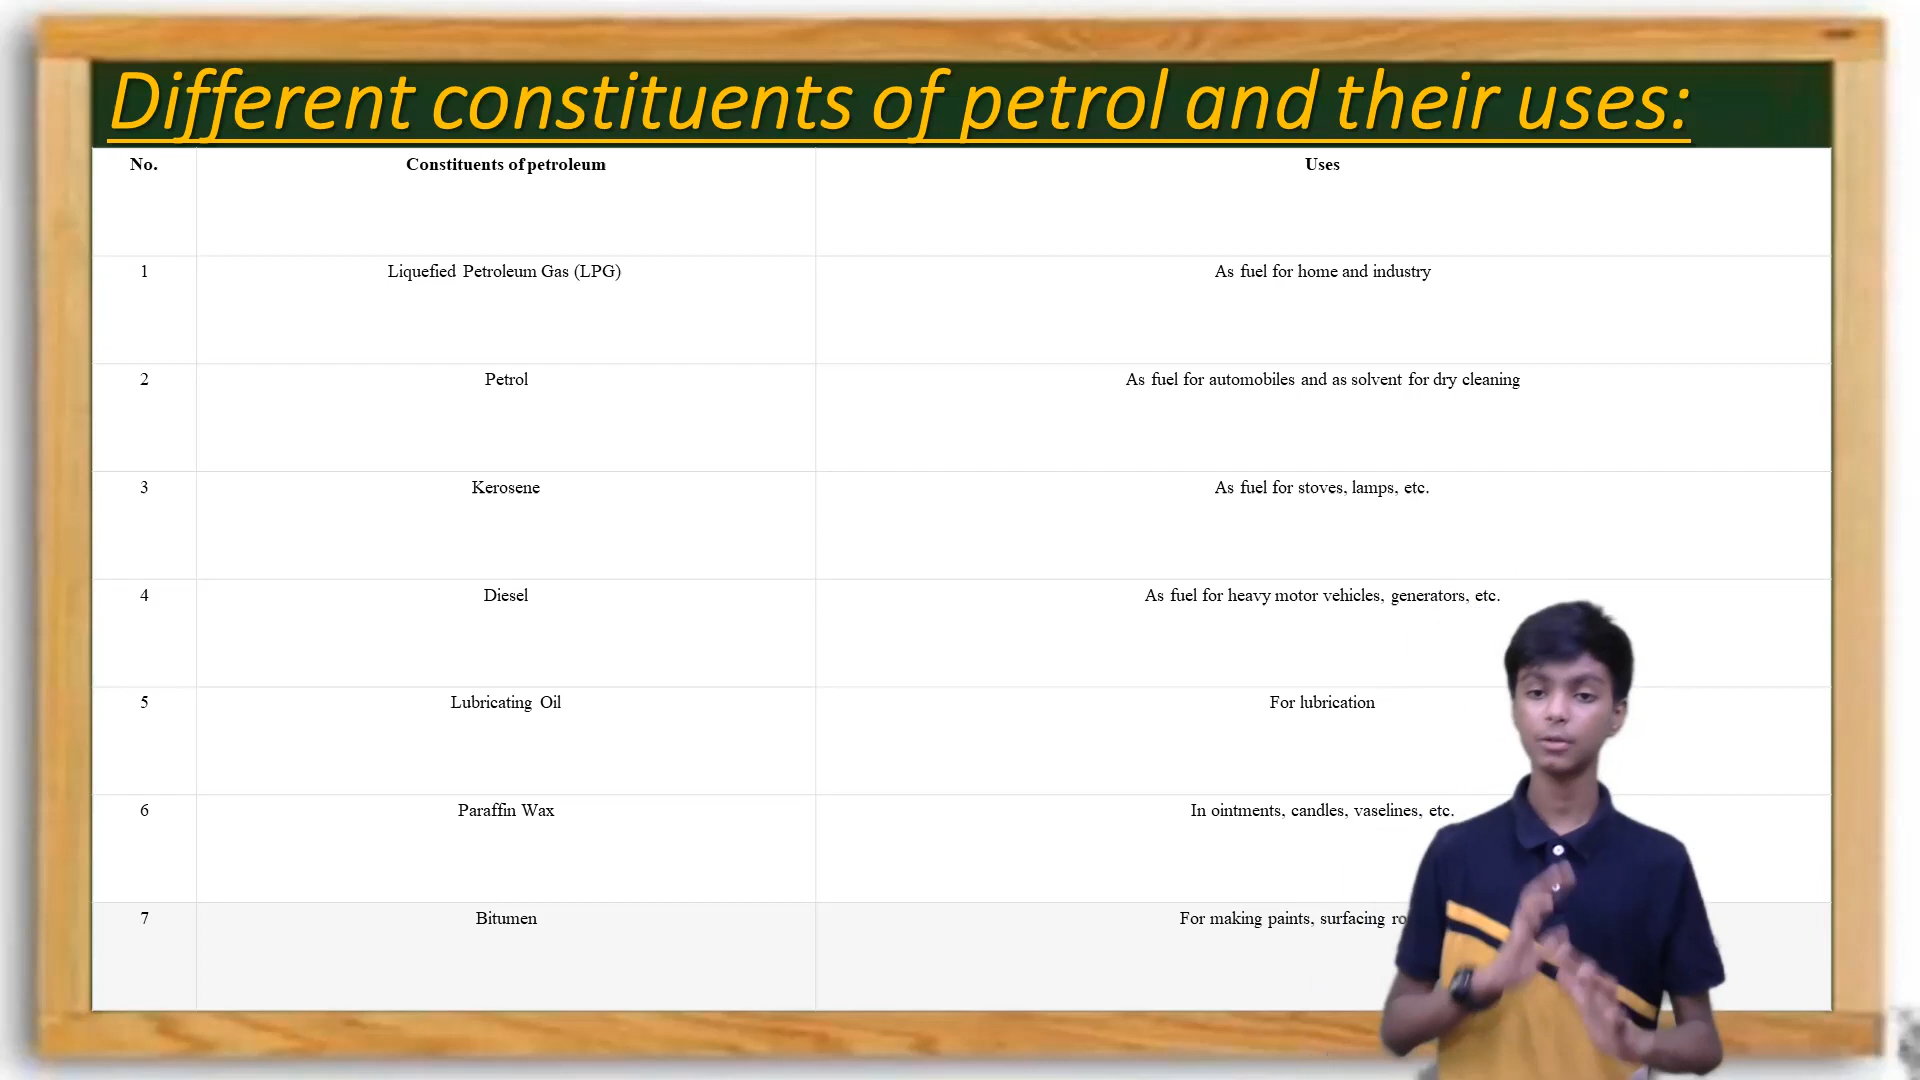 Different constituents of petrol and their uses:
No. Constituents of petroleum Uses
1 Liquefied Petroleum Gas (LPG) As fuel for home and industry
2 Petrol As fuel for automobiles and as solvent for dry cleaning
3 Kerosene As fuel for stoves, lamps, etc.
4 Diesel As fuel for heavy motor vehicles, generators, etc.
5 Lubricating Oil For lubrication
6 Paraffin Wax In ointments, candles, vaselines, etc.
7 Bitumen For making paints, surfacing